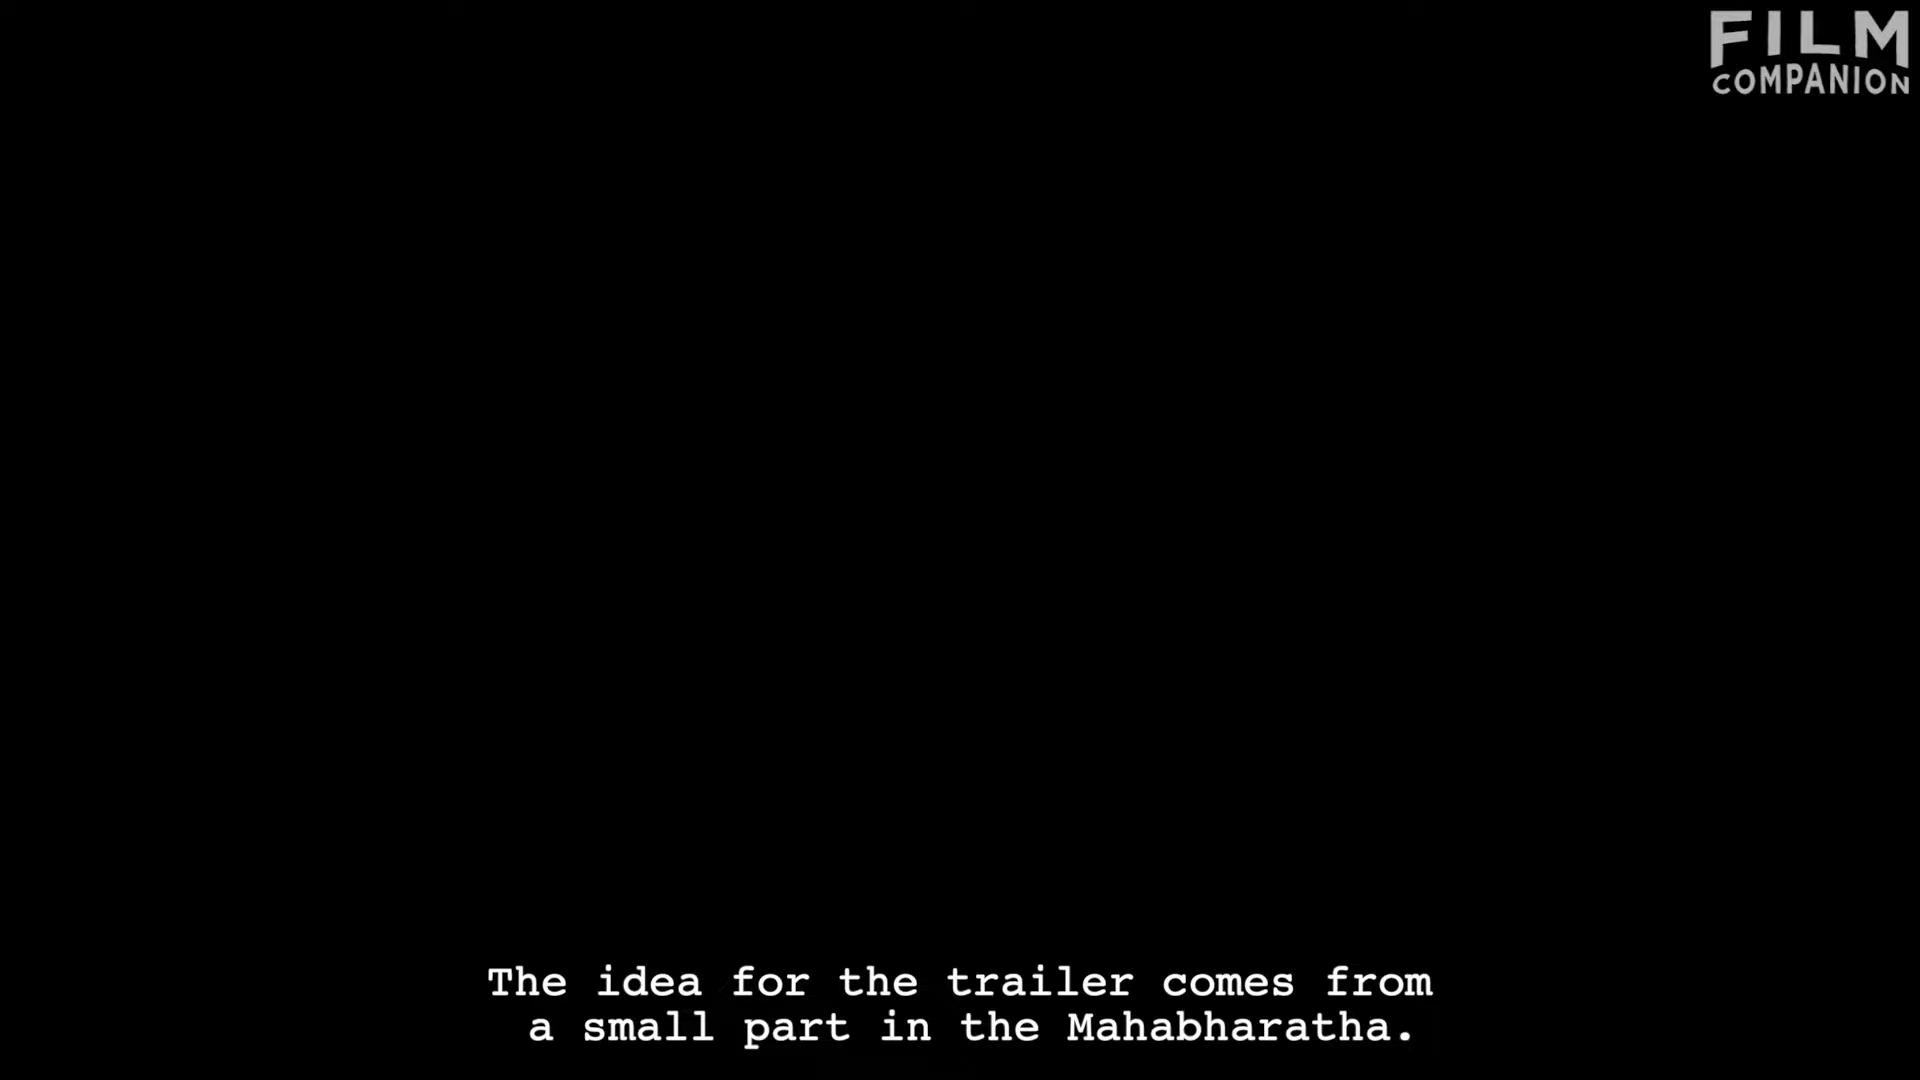 FILM
COMPANION
The idea for the trailer comes from
a small part in the Mahabharatha.